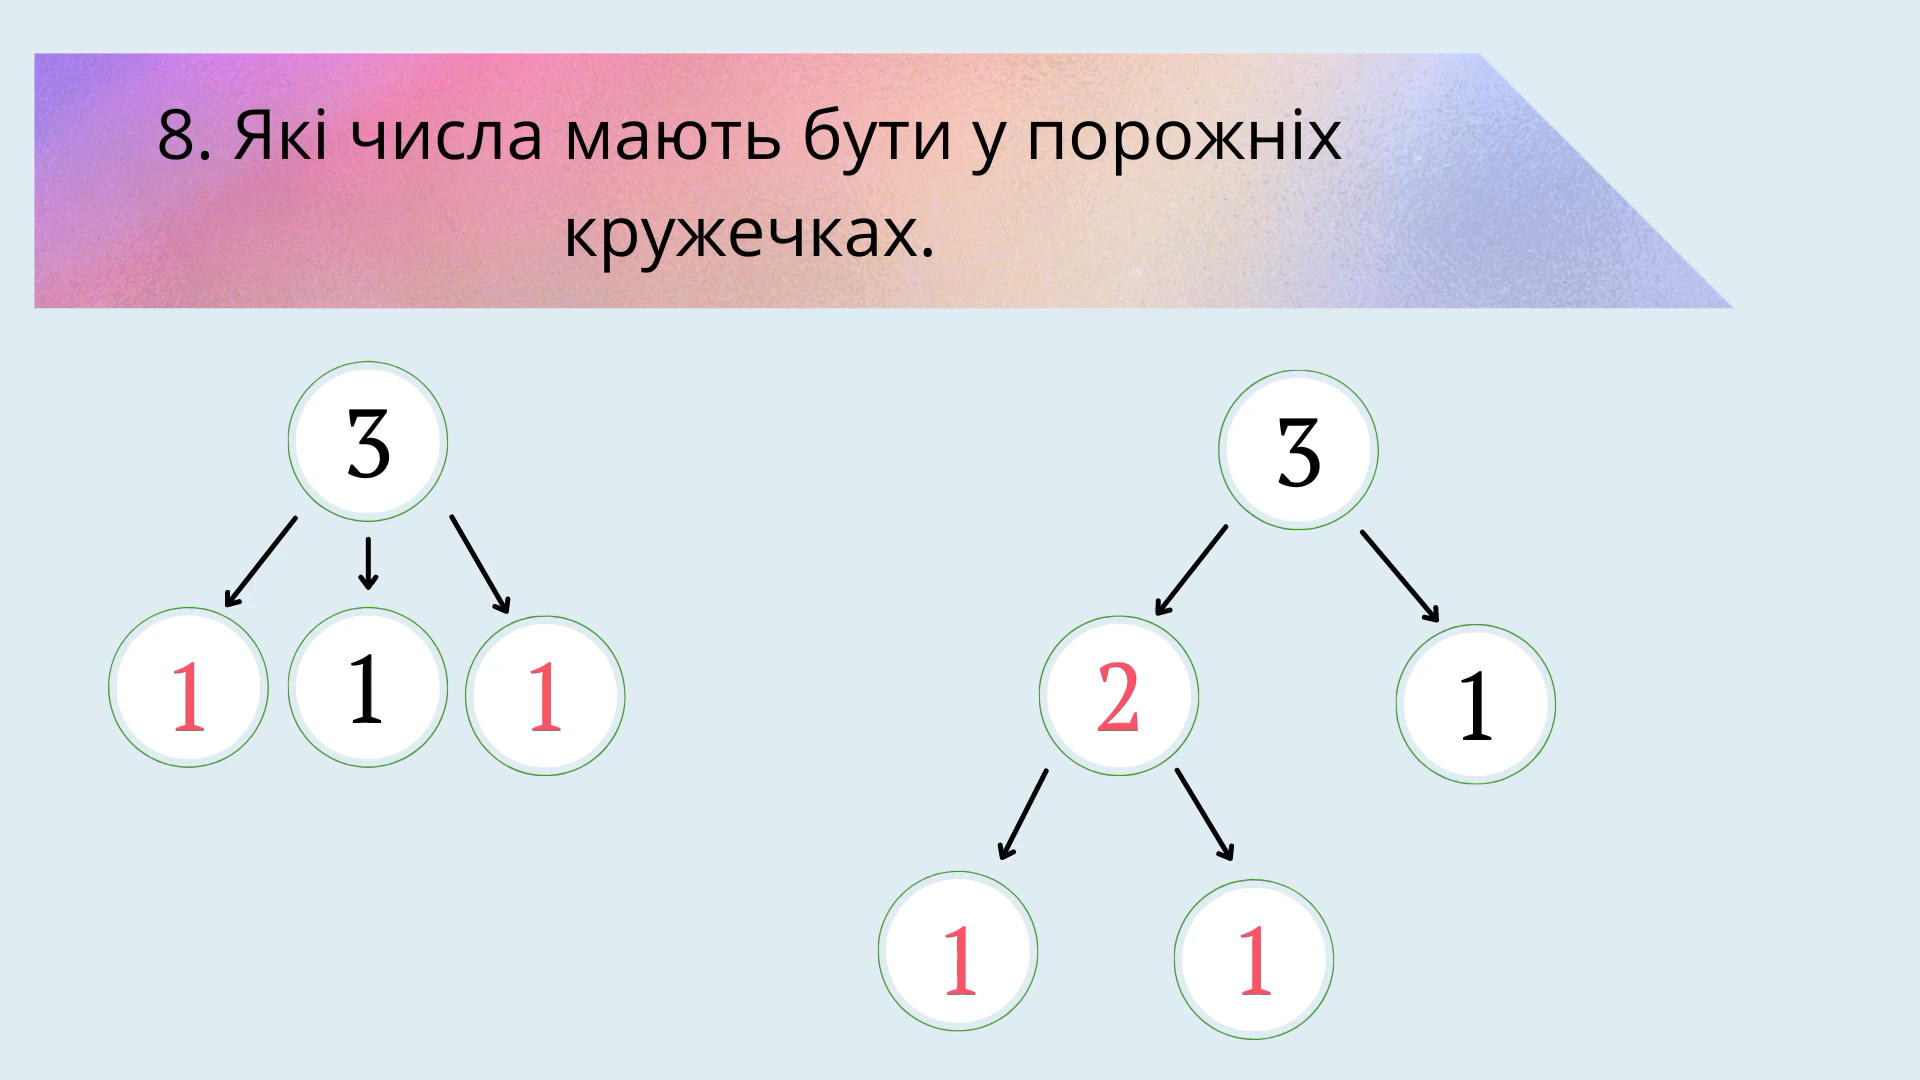 8. Які числа мають бути у порожніх
кружечках.
3
3
1 1 1
2 1
1 1